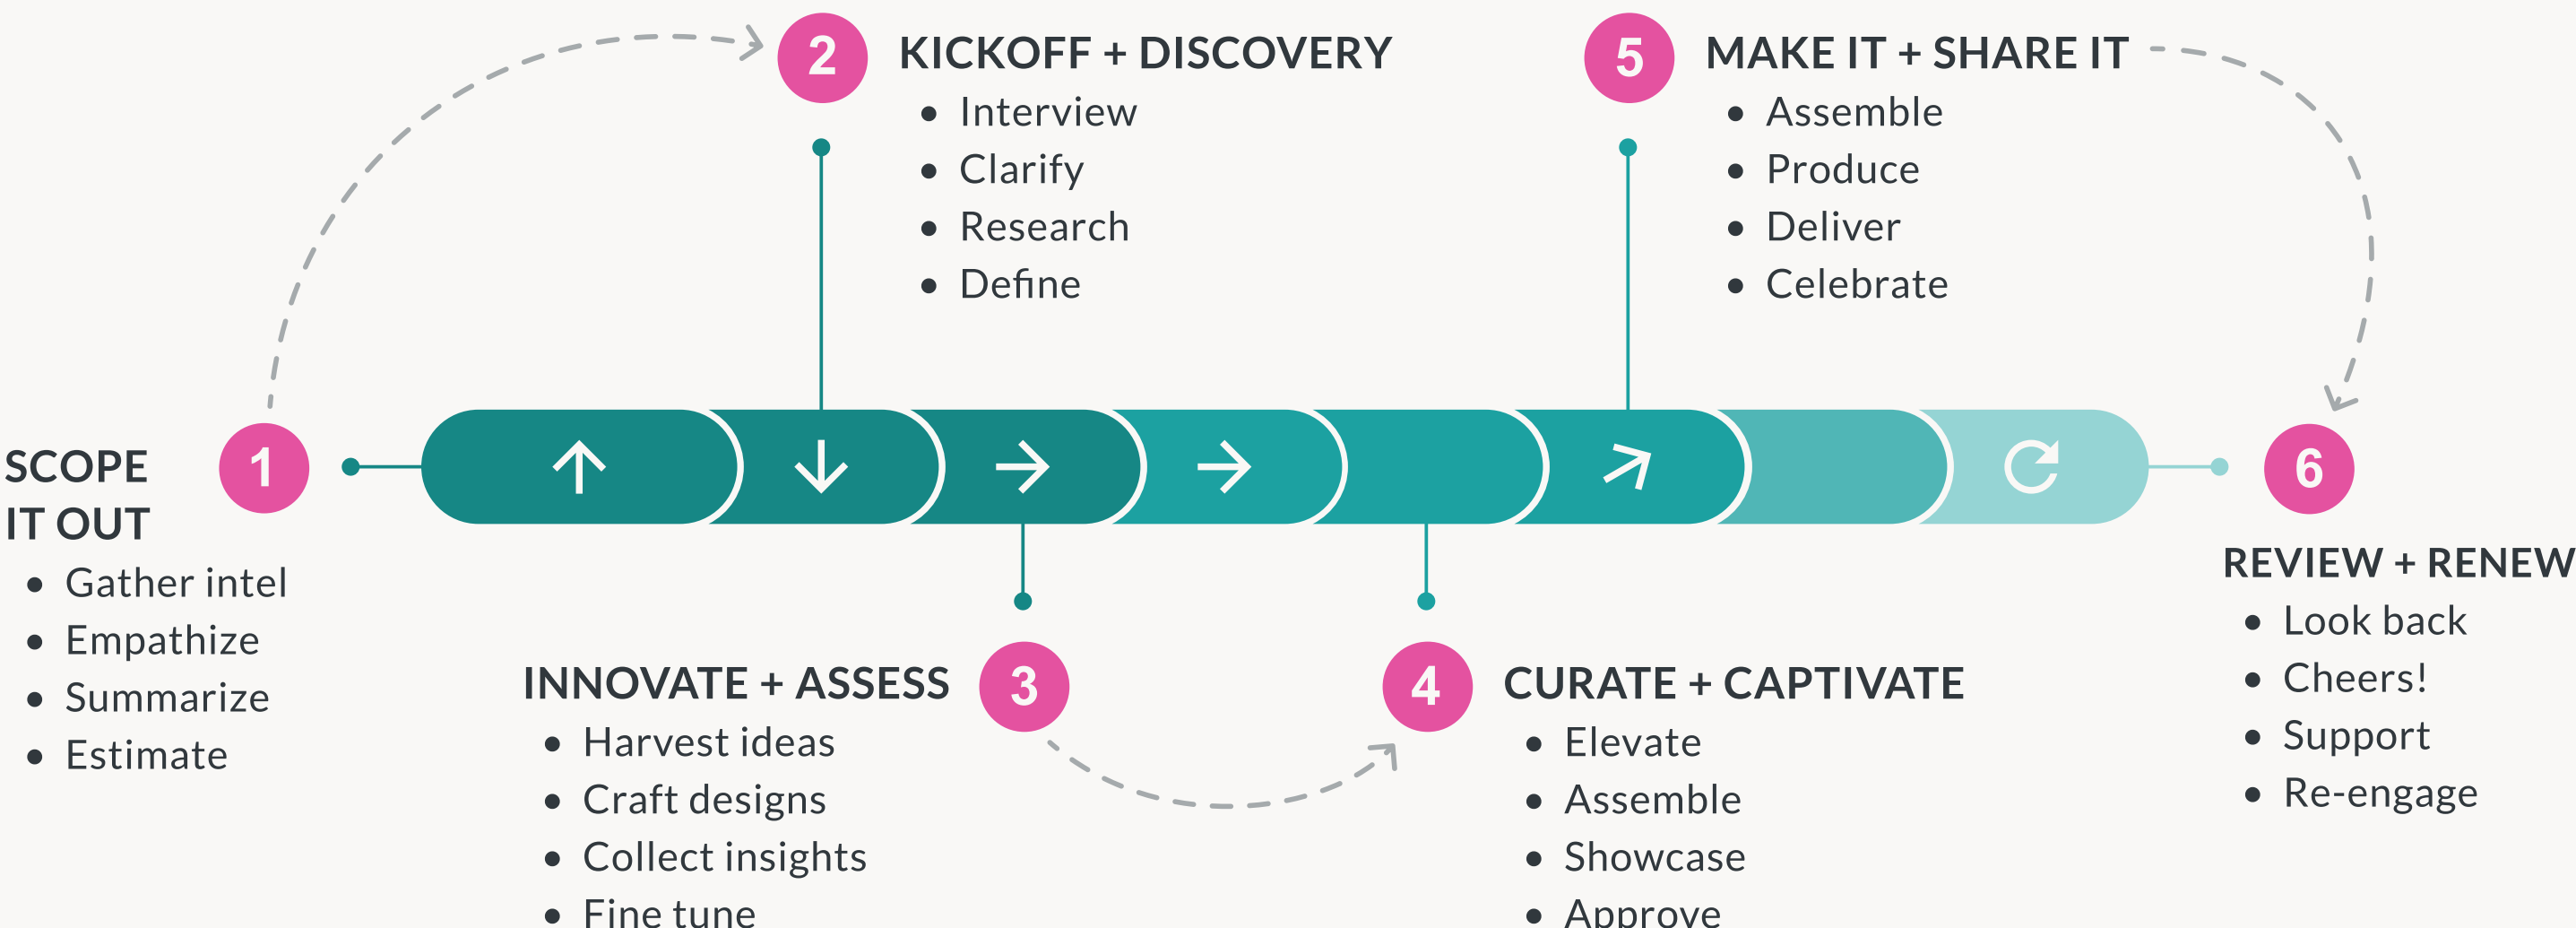 1
SCOPE
IT OUT
• Gather intel
• Empathize
• Summarize
• Estimate
2
KICKOFF + DISCOVERY
• Interview
• Clarify
• Research
• Define
3
INNOVATE + ASSESS
• Harvest ideas
• Craft designs
• Collect insights
• Fine tune
4
CURATE + CAPTIVATE
• Elevate
• Assemble
• Showcase
• Approve
5
MAKE IT + SHARE IT
• Assemble
• Produce
• Deliver
• Celebrate
6
REVIEW + RENEW
• Look back
• Cheers!
• Support
• Re-engage